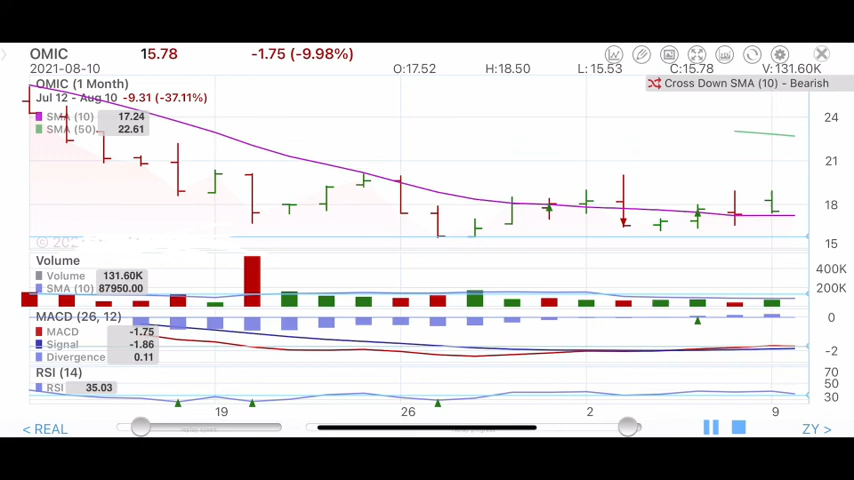 OMIC 15.78 -1.75 (-9.98%)
2021-08-10 O:17.52 H:18.50 L:15.53 C:15.78 V:131.60K
OMIC (1 Month) Cross Down SMA (10) - Bearish
Jul 12 - Aug 10 -9.31 (-37.11%)
SMA (10) 17.24
SMA (50) 22.61
24
21
18
15
Volume
Volume 131.60K
SMA (10) 87950.00
400K
200K
MACD (26, 12)
MACD -1.75
Signal -1.86
Divergence 0.11
0
-2
RSI (14)
RSI 35.03
70
50
30
19 26 2 9
< REAL ZY >